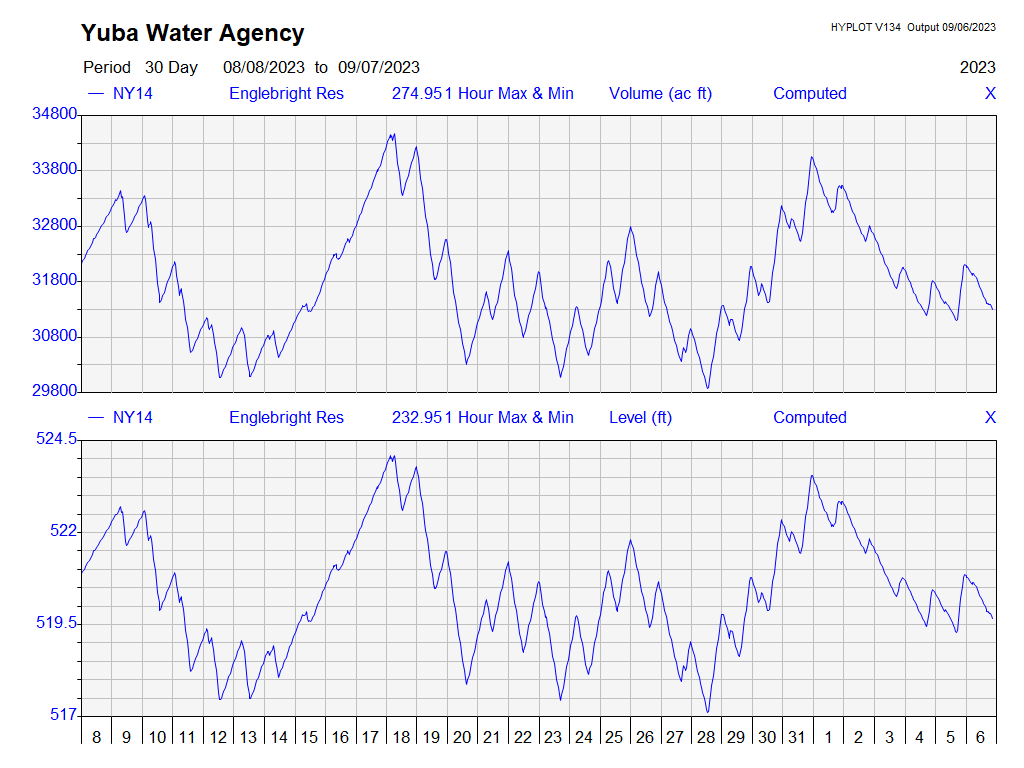 Yuba Water Agency
HYPLOT V134 Output 09/06/2023
Period 30 Day 08/08/2023 to 09/07/2023 2023
NY14 Englebright Res 274.951 Hour Max & Min Volume (ac ft) Computed X
34800
33800
32800
31800
30800
29800
NY14 Englebright Res 232.951 Hour Max & Min Level (ft) Computed X
524.5
522
519.5
517
8 9 10 11 12 13 14 15 16 17 18 19 20 21 22 23 24 25 26 27 28 29 30 31 1 2 3 4 5 6